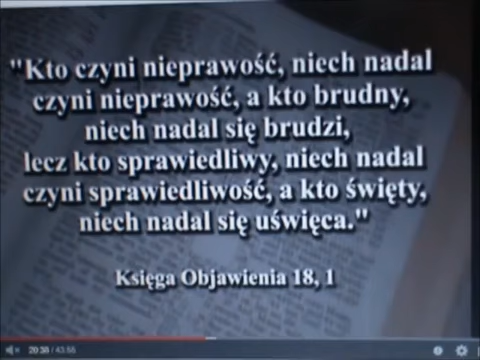 "Kto czyni nieprawość, niech nadal
czyni nieprawość, a kto brudny,
niech nadal się brudzi,
lecz kto sprawiedliwy, niech nadal
czyni sprawiedliwość, a kto święty,
niech nadal się uświęca."
Księga Objawienia 18, 1
20:38 / 43:55